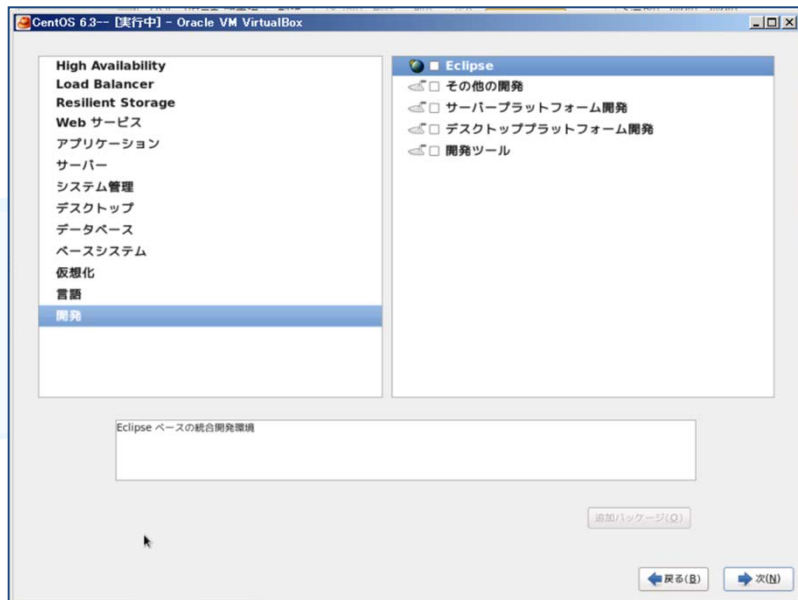 CentOS 6.3-- [実行中] - Oracle VM VirtualBox
High Availability
Load Balancer
Resilient Storage
Web サービス
アプリケーション
サーバー
システム管理
デスクトップ
データベース
ベースシステム
仮想化
言語
開発
Eclipse
その他の開発
サーバープラットフォーム開発
デスクトッププラットフォーム開発
開発ツール
Eclipse ベースの統合開発環境
追加パッケージ(O)
戻る(B)
次(N)